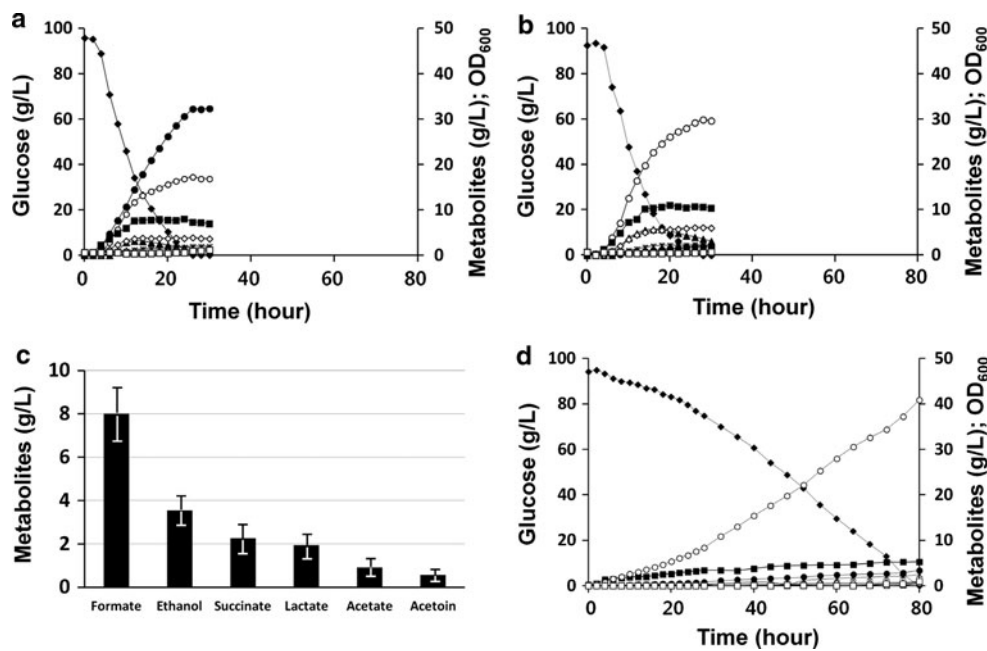 a
100
80
60
40
20
0
Glucose (g/L)
50
40
30
20
10
0
Metabolites (g/L); OD600
0 20 40 60 80
Time (hour)
b
100
80
60
40
20
0
Glucose (g/L)
50
40
30
20
10
0
Metabolites (g/L); OD600
0 20 40 60 80
Time (hour)
c
10
8
6
4
2
0
Metabolites (g/L)
Formate Ethanol Succinate Lactate Acetate Acetoin
d
100
80
60
40
20
0
Glucose (g/L)
50
40
30
20
10
0
Metabolites (g/L); OD600
0 20 40 60 80
Time (hour)